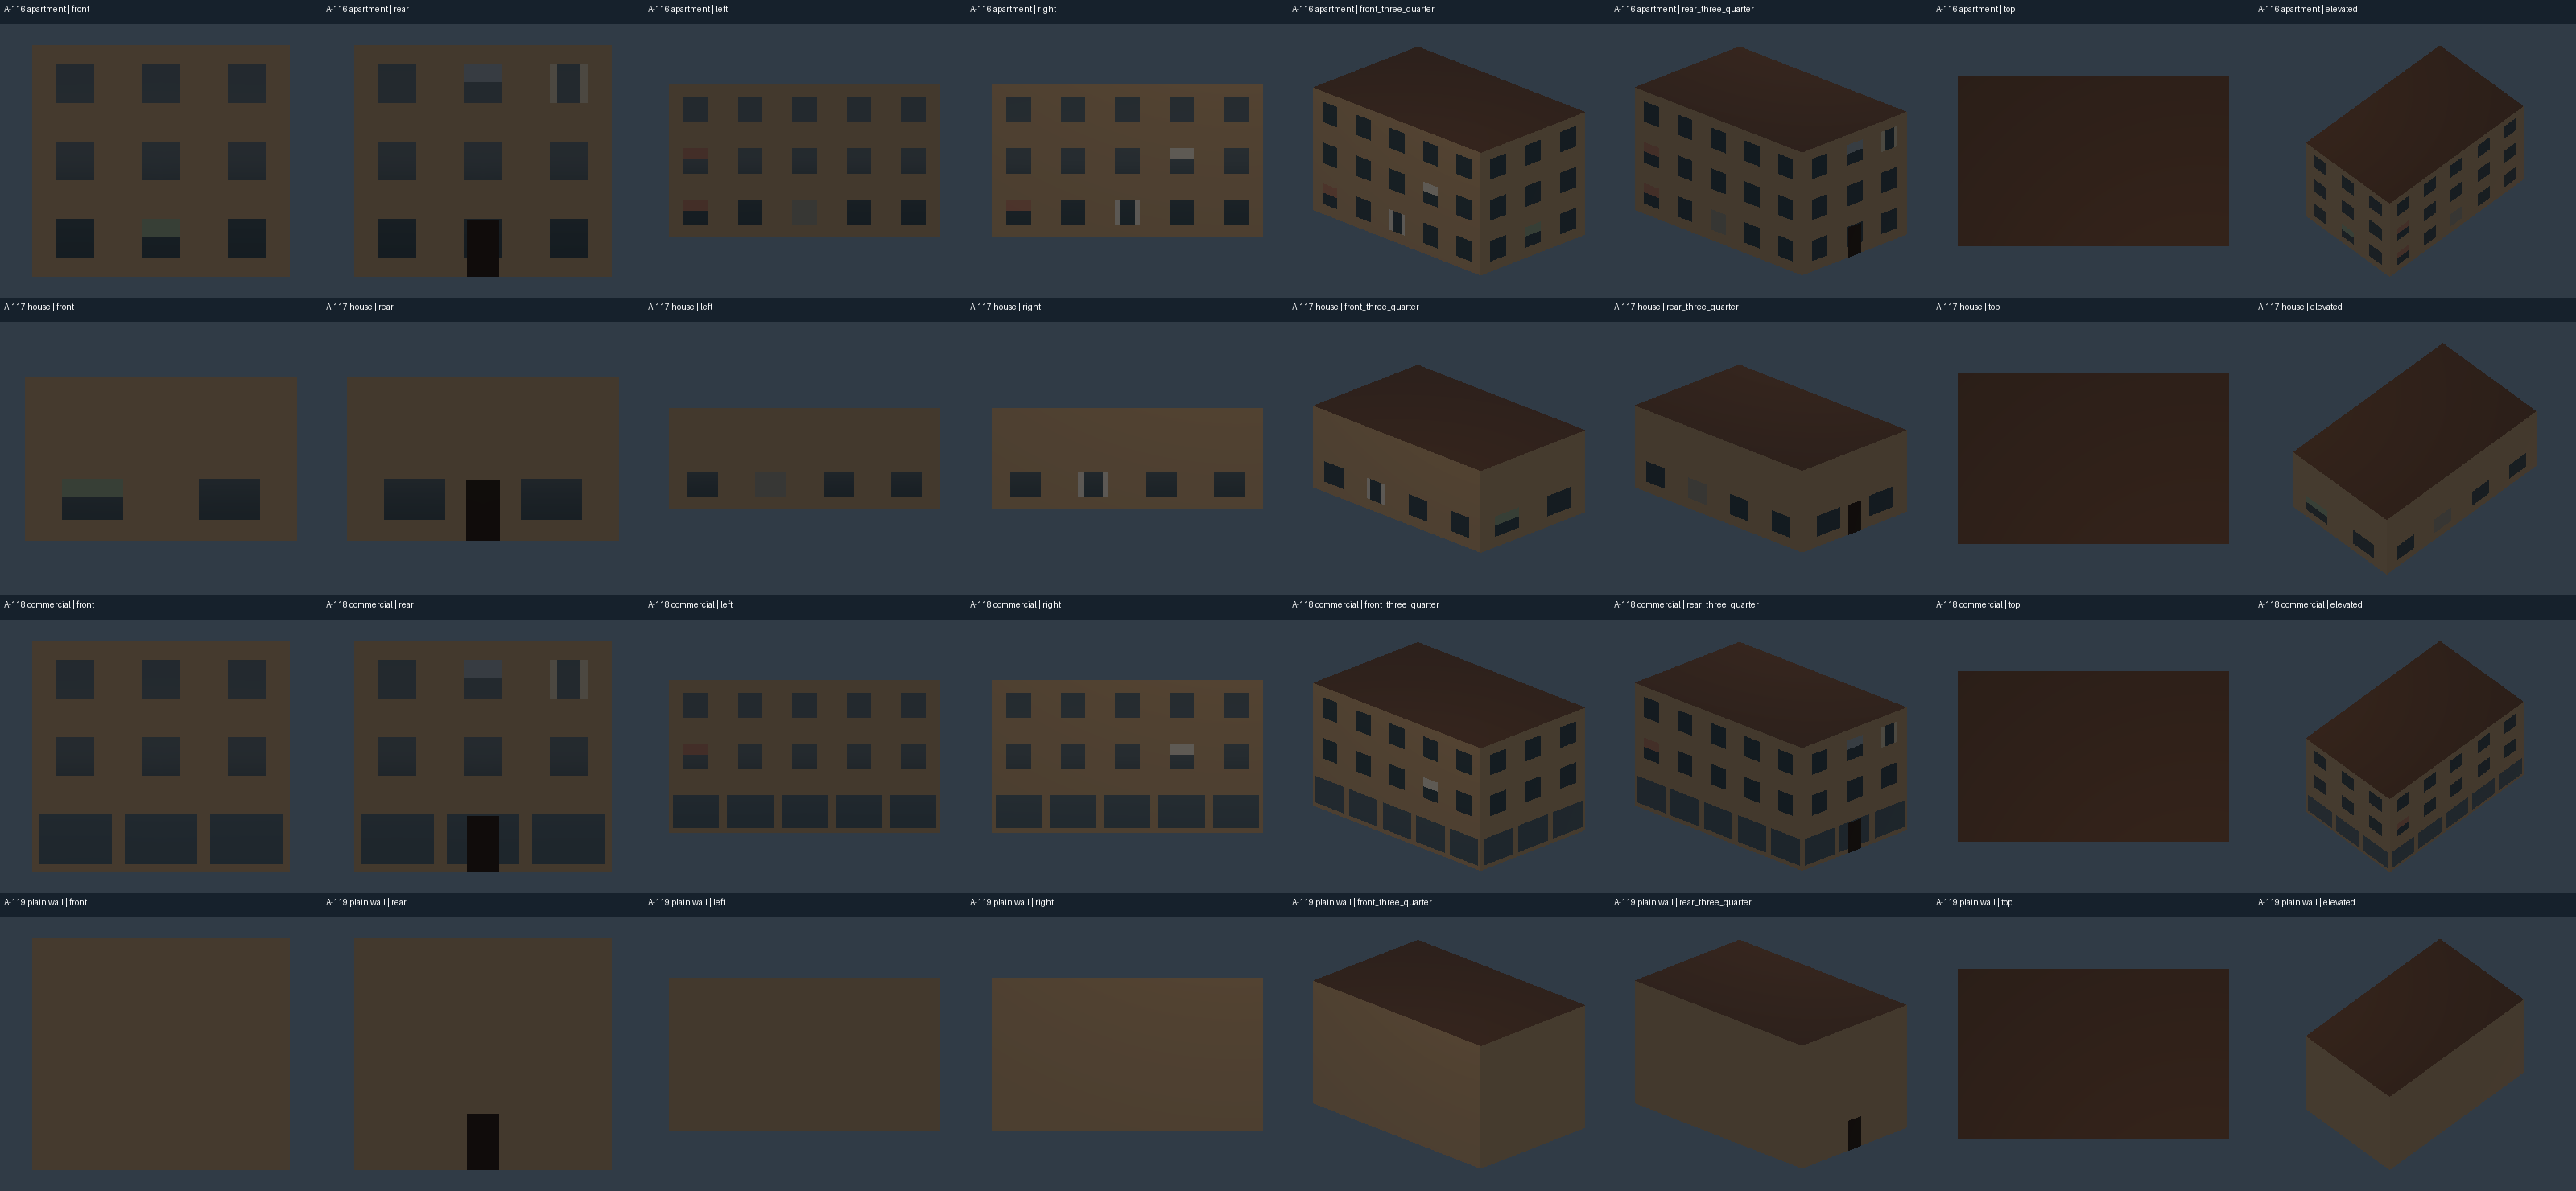 A-116 apartment | front
A-116 apartment | rear
A-116 apartment | left
A-116 apartment | right
A-116 apartment | front_three_quarter
A-116 apartment | rear_three_quarter
A-116 apartment | top
A-116 apartment | elevated
A-117 house | front
A-117 house | rear
A-117 house | left
A-117 house | right
A-117 house | front_three_quarter
A-117 house | rear_three_quarter
A-117 house | top
A-117 house | elevated
A-118 commercial | front
A-118 commercial | rear
A-118 commercial | left
A-118 commercial | right
A-118 commercial | front_three_quarter
A-118 commercial | rear_three_quarter
A-118 commercial | top
A-118 commercial | elevated
A-119 plain wall | front
A-119 plain wall | rear
A-119 plain wall | left
A-119 plain wall | right
A-119 plain wall | front_three_quarter
A-119 plain wall | rear_three_quarter
A-119 plain wall | top
A-119 plain wall | elevated